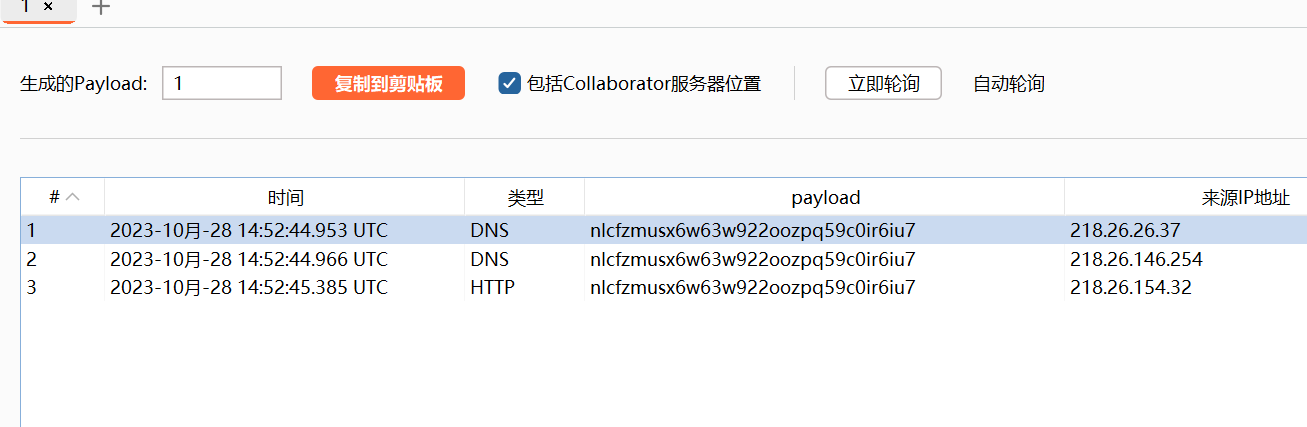 1 ×
生成的Payload: 1 复制到剪贴板 包括Collaborator服务器位置 立即轮询 自动轮询
# 时间 类型 payload 来源IP地址
1 2023-10月-28 14:52:44.953 UTC DNS nlcfzmusx6w63w922oozpq59c0ir6iu7 218.26.26.37
2 2023-10月-28 14:52:44.966 UTC DNS nlcfzmusx6w63w922oozpq59c0ir6iu7 218.26.146.254
3 2023-10月-28 14:52:45.385 UTC HTTP nlcfzmusx6w63w922oozpq59c0ir6iu7 218.26.154.32